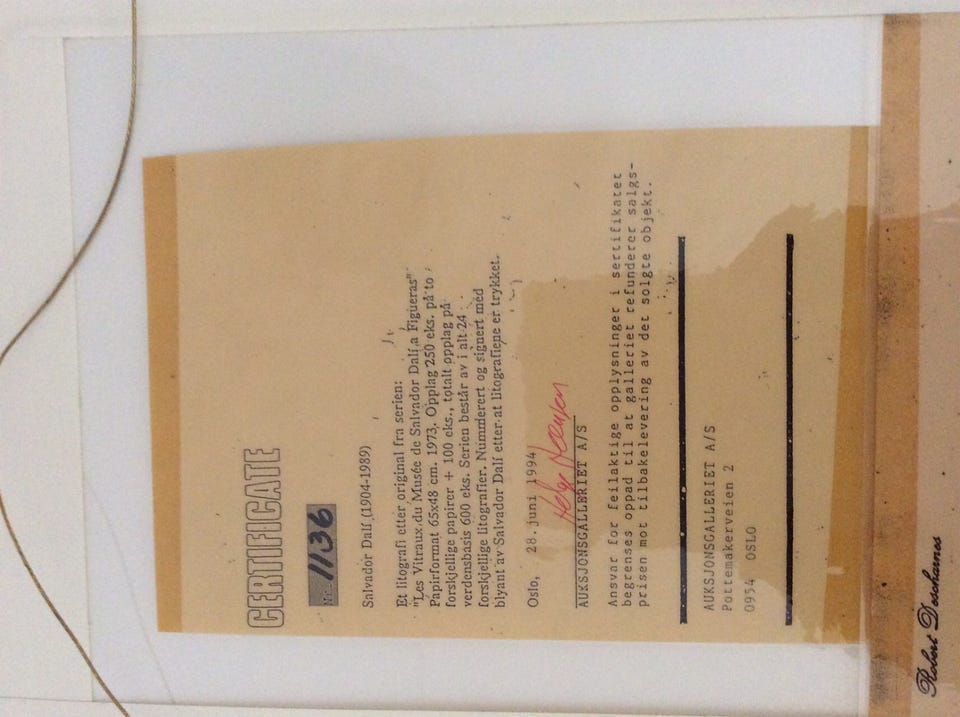 CERTIFICATE
Nr. 1136
Salvador Dalí (1904-1989)
Et litografi etter original fra serien:
"Les Vitraux du Musée de Salvador Dalí a Figueras"
Papirformat 65x48 cm. 1973. Opplag 250 eks. på to
forskjellige papirer + 100 eks., totalt opplag på
verdensbasis 600 eks. Serien består av i alt 24
forskjellige litografier. Nummerert og signert med
blyant av Salvador Dalí etter at litografiene er trykket.
Oslo, 28.juni 1994
AUKSJONSGALLERIET A/S
Ansvar for feilaktige opplysninger i sertifikatet
begrenses oppad til at galleriet refunderer salgs-
prisen mot tilbakelevering av det solgte objekt.
AUKSJONSGALLERIET A/S
Pottemakerveien 2
0954 OSLO
Robert Descharnes